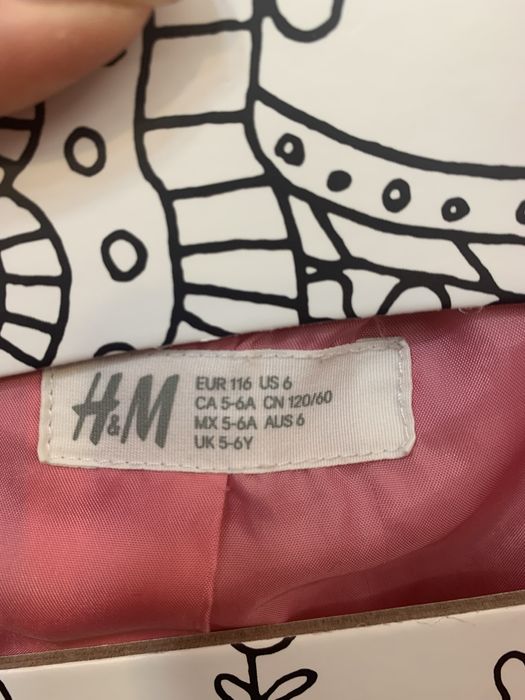 H&M
EUR 116 US 6
CA 5-6A CN 120/60
MX 5-6A AUS 6
UK 5-6Y